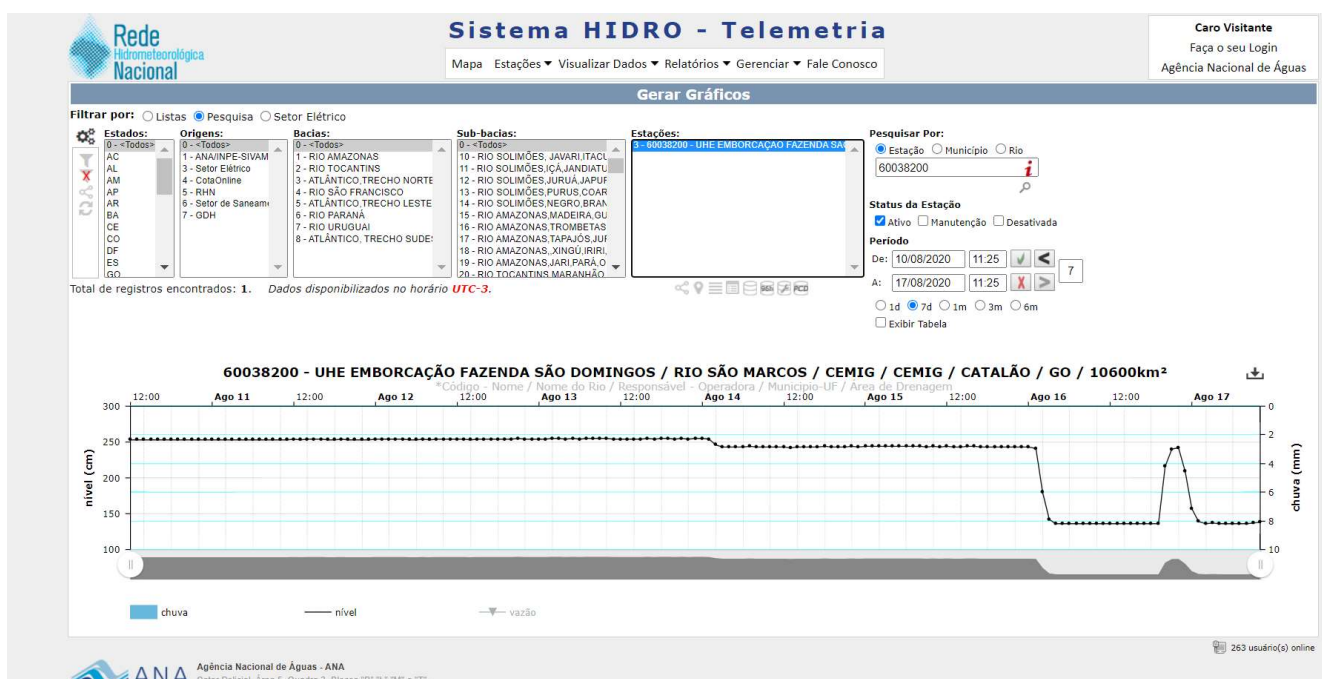 Rede
Hidrometeorológica
Nacional
Sistema HIDRO - Telemetria
Mapa Estações ▼ Visualizar Dados ▼ Relatórios ▼ Gerenciar ▼ Fale Conosco
Caro Visitante
Faça o seu Login
Agência Nacional de Águas
Gerar Gráficos
Filtrar por: Listas Pesquisa Setor Elétrico
Estados:
0 - <Todos>
AC
AL
AM
AP
AR
BA
CE
CO
DF
ES
GO
Origens:
0 - <Todos>
1 - ANA/INPE-SIVAM
3 - Setor Elétrico
4 - CotaOnline
5 - RHN
6 - Setor de Saneam
7 - GDH
Bacias:
0 - <Todos>
1 - RIO AMAZONAS
2 - RIO TOCANTINS
3 - ATLÂNTICO,TRECHO NORTE
4 - RIO SÃO FRANCISCO
5 - ATLÂNTICO,TRECHO LESTE
6 - RIO PARANÁ
7 - RIO URUGUAI
8 - ATLÂNTICO, TRECHO SUDE
Sub-bacias:
0 - <Todos>
10 - RIO SOLIMÕES, JAVARI,ITACU
11 - RIO SOLIMÕES,IÇÁ,JANDIATU
12 - RIO SOLIMÕES,JURUÁ,JAPUR
13 - RIO SOLIMÕES,PURUS,COAR
14 - RIO SOLIMÕES,NEGRO,BRAN
15 - RIO AMAZONAS,MADEIRA,GU
16 - RIO AMAZONAS,TROMBETAS
17 - RIO AMAZONAS,TAPAJÓS,JUR
18 - RIO AMAZONAS,,XINGÚ,IRIRI,
19 - RIO AMAZONAS,JARI,PARÁ,O
20 - RIO TOCANTINS MARANHÃO
Estações:
3 - 60038200 - UHE EMBORCAÇÃO FAZENDA SÃ
Pesquisar Por:
Estação Município Rio
60038200
Status da Estação
Ativo Manutenção Desativada
Período
De: 10/08/2020 11:25 <
A: 17/08/2020 11:25 X > 7
1d 7d 1m 3m 6m
Exibir Tabela
Total de registros encontrados: 1. Dados disponibilizados no horário UTC-3.
PCD
60038200 - UHE EMBORCAÇÃO FAZENDA SÃO DOMINGOS / RIO SÃO MARCOS / CEMIG / CEMIG / CATALÃO / GO / 10600km²
*Código - Nome / Nome do Rio / Responsável - Operadora / Município-UF / Área de Drenagem
12:00 Ago 11 12:00 Ago 12 12:00 Ago 13 12:00 Ago 14 12:00 Ago 15 12:00 Ago 16 12:00 Ago 17
300
250
200
150
100
nível (cm)
0
2
4
6
8
10
chuva (mm)
chuva nível vazão
263 usuário(s) online
ANA
Agência Nacional de Águas - ANA